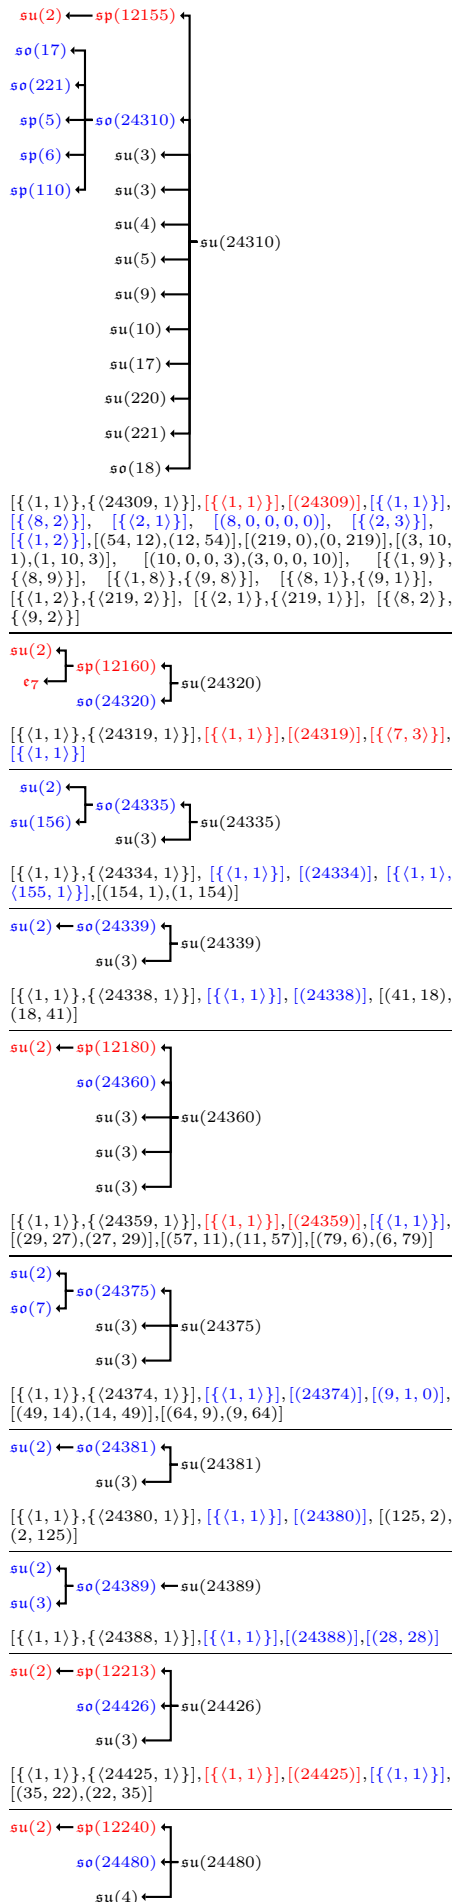 𝔰𝔲(2) 𝔰𝔭(12155)
𝔰𝔬(17)
𝔰𝔬(221)
𝔰𝔭(5) 𝔰𝔬(24310)
𝔰𝔭(6) 𝔰𝔲(3)
𝔰𝔭(110) 𝔰𝔲(3)
𝔰𝔲(4)
𝔰𝔲(24310)
𝔰𝔲(5)
𝔰𝔲(9)
𝔰𝔲(10)
𝔰𝔲(17)
𝔰𝔲(220)
𝔰𝔲(221)
𝔰𝔬(18)
[{⟨1, 1⟩},{⟨24309, 1⟩}],[{⟨1, 1⟩}],[(24309)],[{⟨1, 1⟩}],
[{⟨8, 2⟩}], [{⟨2, 1⟩}], [(8, 0, 0, 0, 0)], [{⟨2, 3⟩}],
[{⟨1, 2⟩}],[(54, 12),(12, 54)],[(219, 0),(0, 219)],[(3, 10,
1),(1, 10, 3)], [(10, 0, 0, 3),(3, 0, 0, 10)], [{⟨1, 9⟩},
{⟨8, 9⟩}], [{⟨1, 8⟩},{⟨9, 8⟩}], [{⟨8, 1⟩},{⟨9, 1⟩}],
[{⟨1, 2⟩},{⟨219, 2⟩}], [{⟨2, 1⟩},{⟨219, 1⟩}], [{⟨8, 2⟩},
{⟨9, 2⟩}]
𝔰𝔲(2)
𝔰𝔭(12160)
𝔢₇ 𝔰𝔲(24320)
𝔰𝔬(24320)
[{⟨1, 1⟩},{⟨24319, 1⟩}],[{⟨1, 1⟩}],[(24319)],[{⟨7, 3⟩}],
[{⟨1, 1⟩}]
𝔰𝔲(2)
𝔰𝔬(24335)
𝔰𝔲(156) 𝔰𝔲(24335)
𝔰𝔲(3)
[{⟨1, 1⟩},{⟨24334, 1⟩}], [{⟨1, 1⟩}], [(24334)], [{⟨1, 1⟩,
⟨155, 1⟩}],[(154, 1),(1, 154)]
𝔰𝔲(2) 𝔰𝔬(24339)
𝔰𝔲(24339)
𝔰𝔲(3)
[{⟨1, 1⟩},{⟨24338, 1⟩}], [{⟨1, 1⟩}], [(24338)], [(41, 18),
(18, 41)]
𝔰𝔲(2) 𝔰𝔭(12180)
𝔰𝔬(24360)
𝔰𝔲(3) 𝔰𝔲(24360)
𝔰𝔲(3)
𝔰𝔲(3)
[{⟨1, 1⟩},{⟨24359, 1⟩}],[{⟨1, 1⟩}],[(24359)],[{⟨1, 1⟩}],
[(29, 27),(27, 29)],[(57, 11),(11, 57)],[(79, 6),(6, 79)]
𝔰𝔲(2)
𝔰𝔬(24375)
𝔰𝔬(7)
𝔰𝔲(3) 𝔰𝔲(24375)
𝔰𝔲(3)
[{⟨1, 1⟩},{⟨24374, 1⟩}],[{⟨1, 1⟩}],[(24374)],[(9, 1, 0)],
[(49, 14),(14, 49)],[(64, 9),(9, 64)]
𝔰𝔲(2) 𝔰𝔬(24381)
𝔰𝔲(24381)
𝔰𝔲(3)
[{⟨1, 1⟩},{⟨24380, 1⟩}], [{⟨1, 1⟩}], [(24380)], [(125, 2),
(2, 125)]
𝔰𝔲(2)
𝔰𝔬(24389) 𝔰𝔲(24389)
𝔰𝔲(3)
[{⟨1, 1⟩},{⟨24388, 1⟩}],[{⟨1, 1⟩}],[(24388)],[(28, 28)]
𝔰𝔲(2) 𝔰𝔭(12213)
𝔰𝔬(24426) 𝔰𝔲(24426)
𝔰𝔲(3)
[{⟨1, 1⟩},{⟨24425, 1⟩}],[{⟨1, 1⟩}],[(24425)],[{⟨1, 1⟩}],
[(35, 22),(22, 35)]
𝔰𝔲(2) 𝔰𝔭(12240)
𝔰𝔬(24480) 𝔰𝔲(24480)
𝔰𝔲(4)